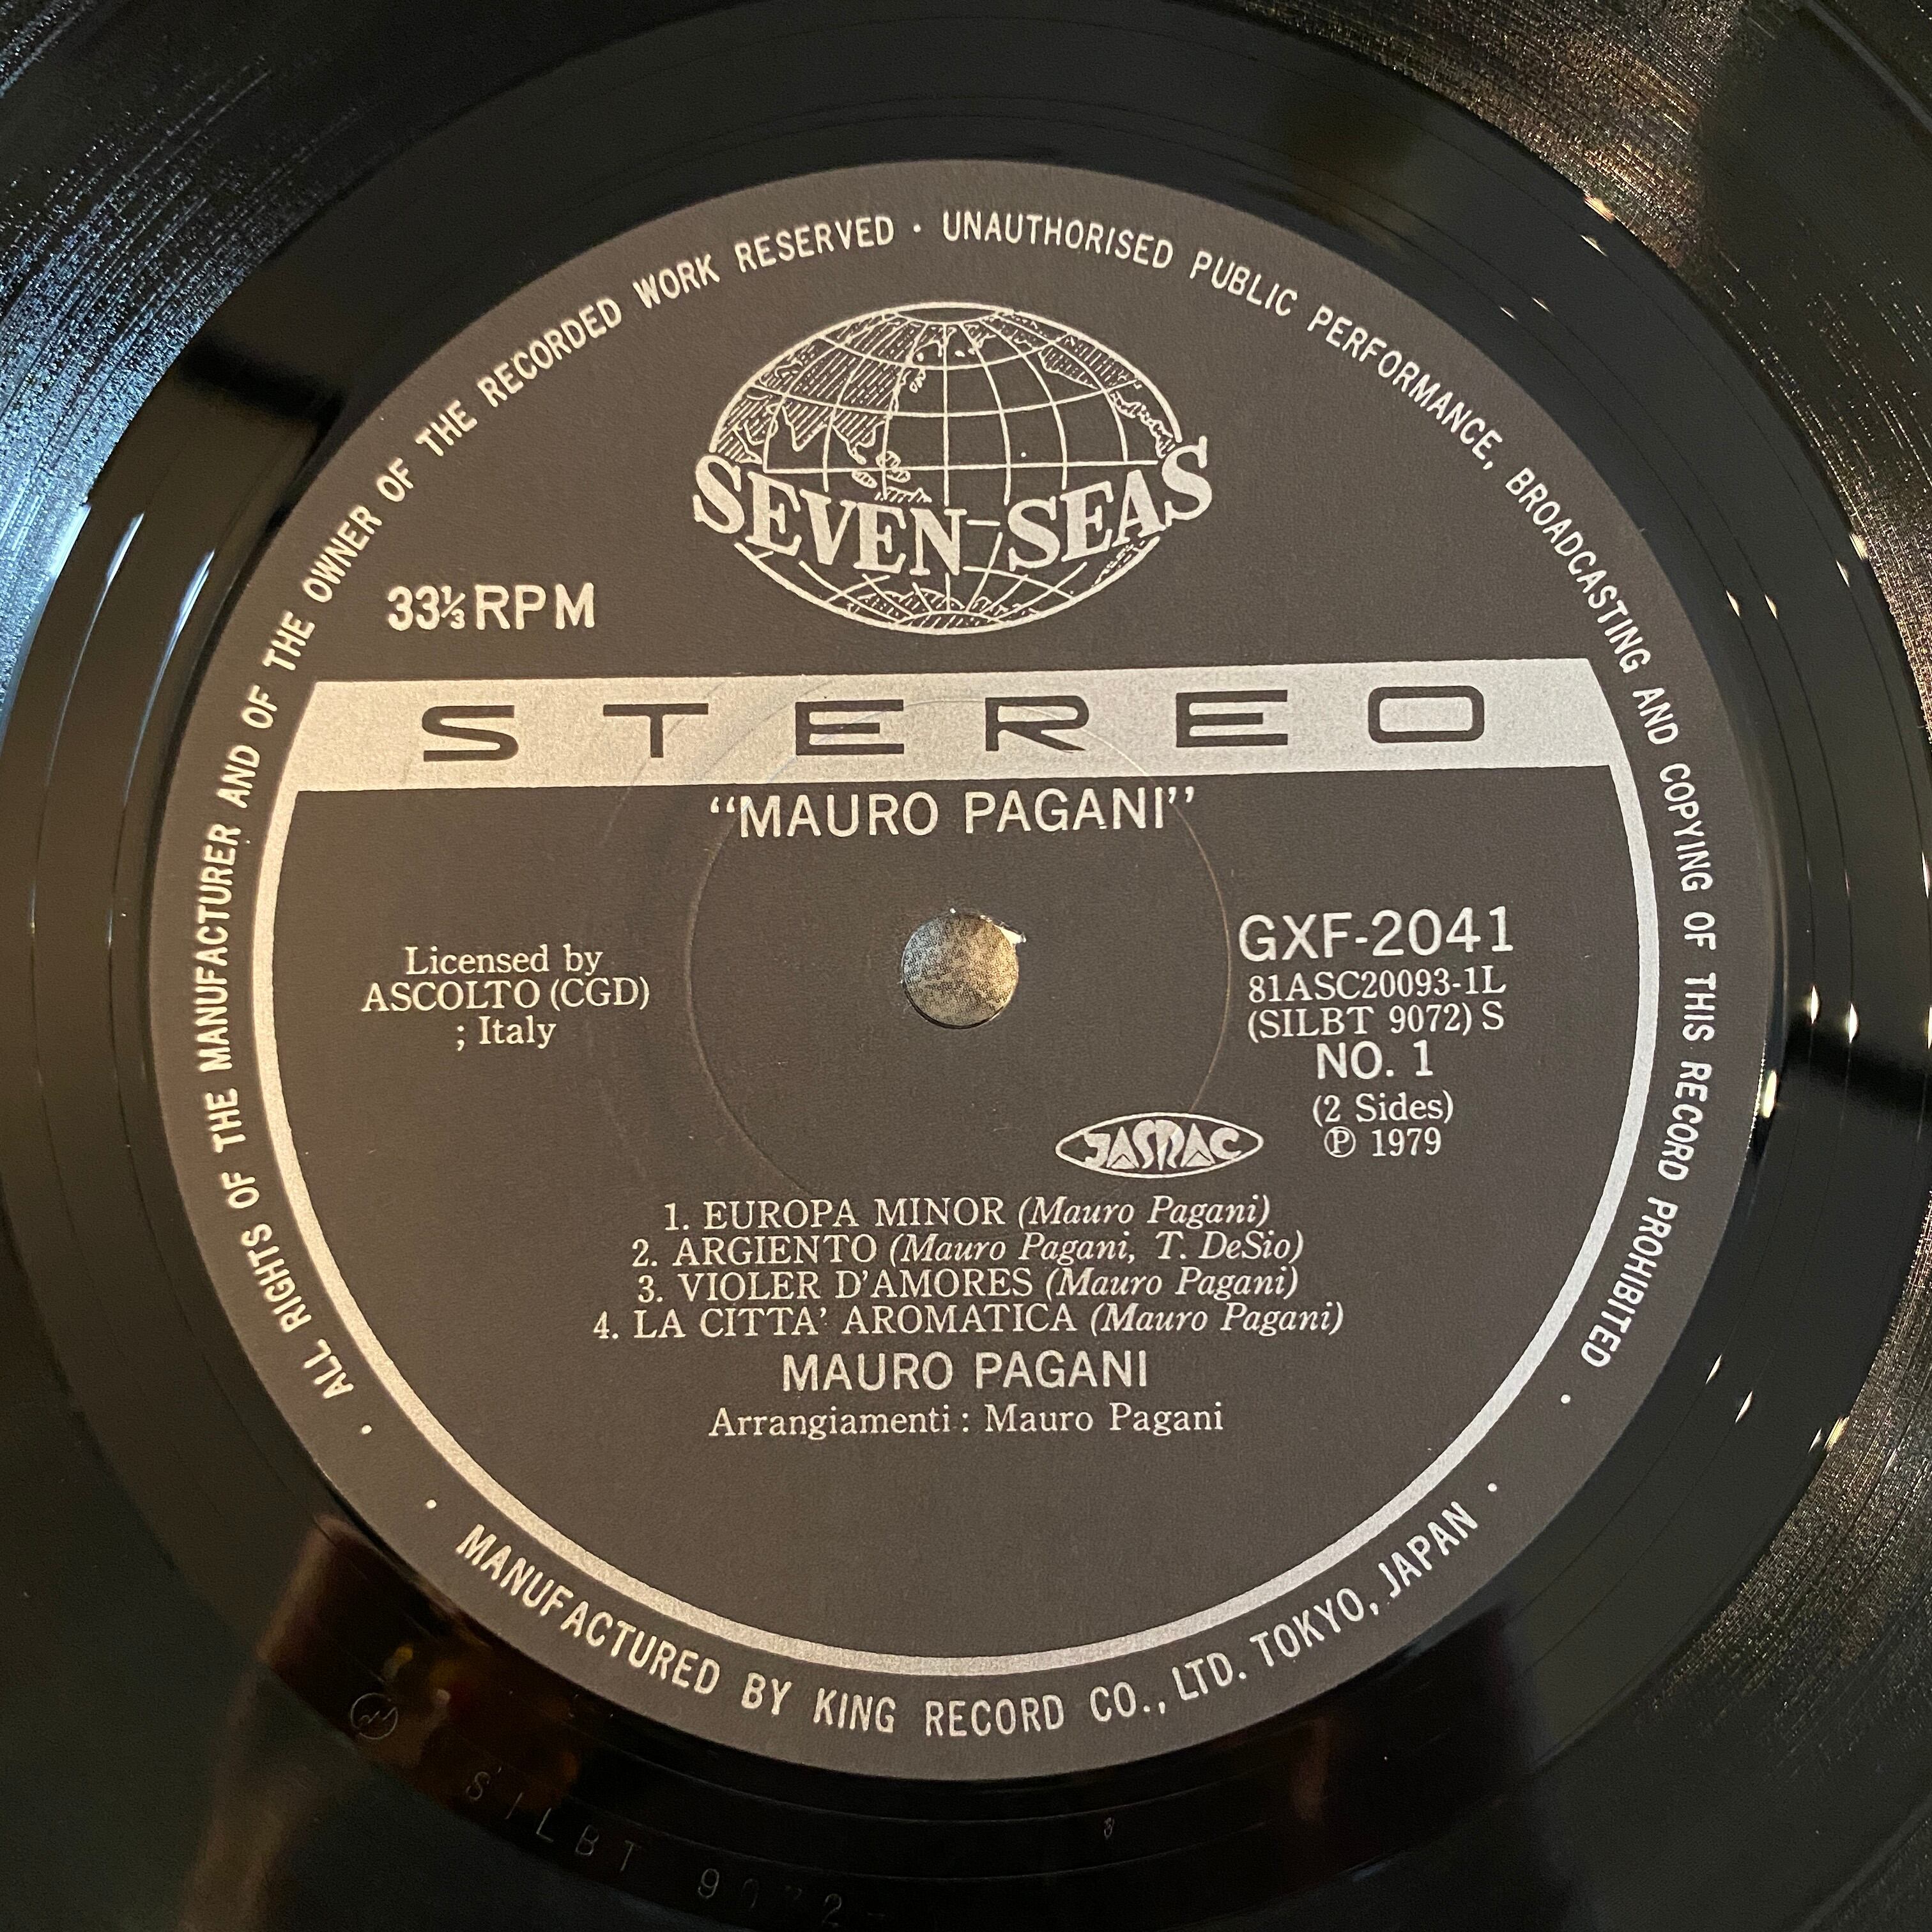 · ALL RIGHTS OF THE MANUFACTURER AND OF THE OWNER OF THE RECORDED WORK RESERVED · UNAUTHORISED PUBLIC PERFORMANCE, BROADCASTING AND COPYING OF THIS RECORD PROHIBITED ·
SEVEN SEAS
33⅓ RPM
STEREO
“MAURO PAGANI”
Licensed by
ASCOLTO (CGD)
; Italy
GXF-2041
81ASC20093-1L
(SILBT 9072) S
NO. 1
(2 Sides)
℗ 1979
JASRAC
1. EUROPA MINOR (Mauro Pagani)
2. ARGIENTO (Mauro Pagani, T. DeSio)
3. VIOLER D'AMORES (Mauro Pagani)
4. LA CITTA' AROMATICA (Mauro Pagani)
MAURO PAGANI
Arrangiamenti : Mauro Pagani
· MANUFACTURED BY KING RECORD CO., LTD. TOKYO, JAPAN ·
SILBT 9072